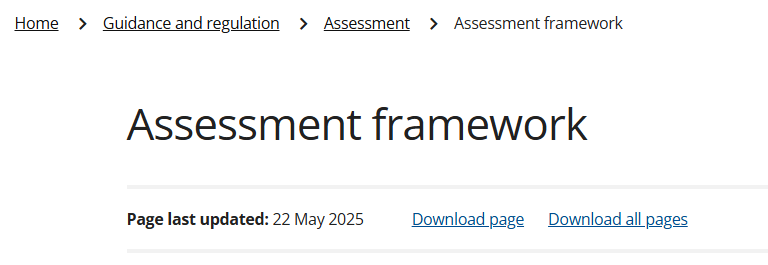 Home > Guidance and regulation > Assessment > Assessment framework
Assessment framework
Page last updated: 22 May 2025 Download page Download all pages